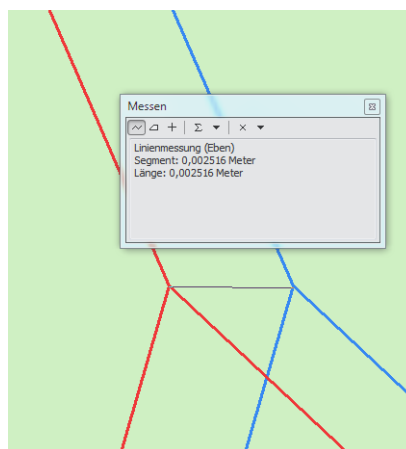 Messen
Linienmessung (Eben)
Segment: 0,002516 Meter
Länge: 0,002516 Meter